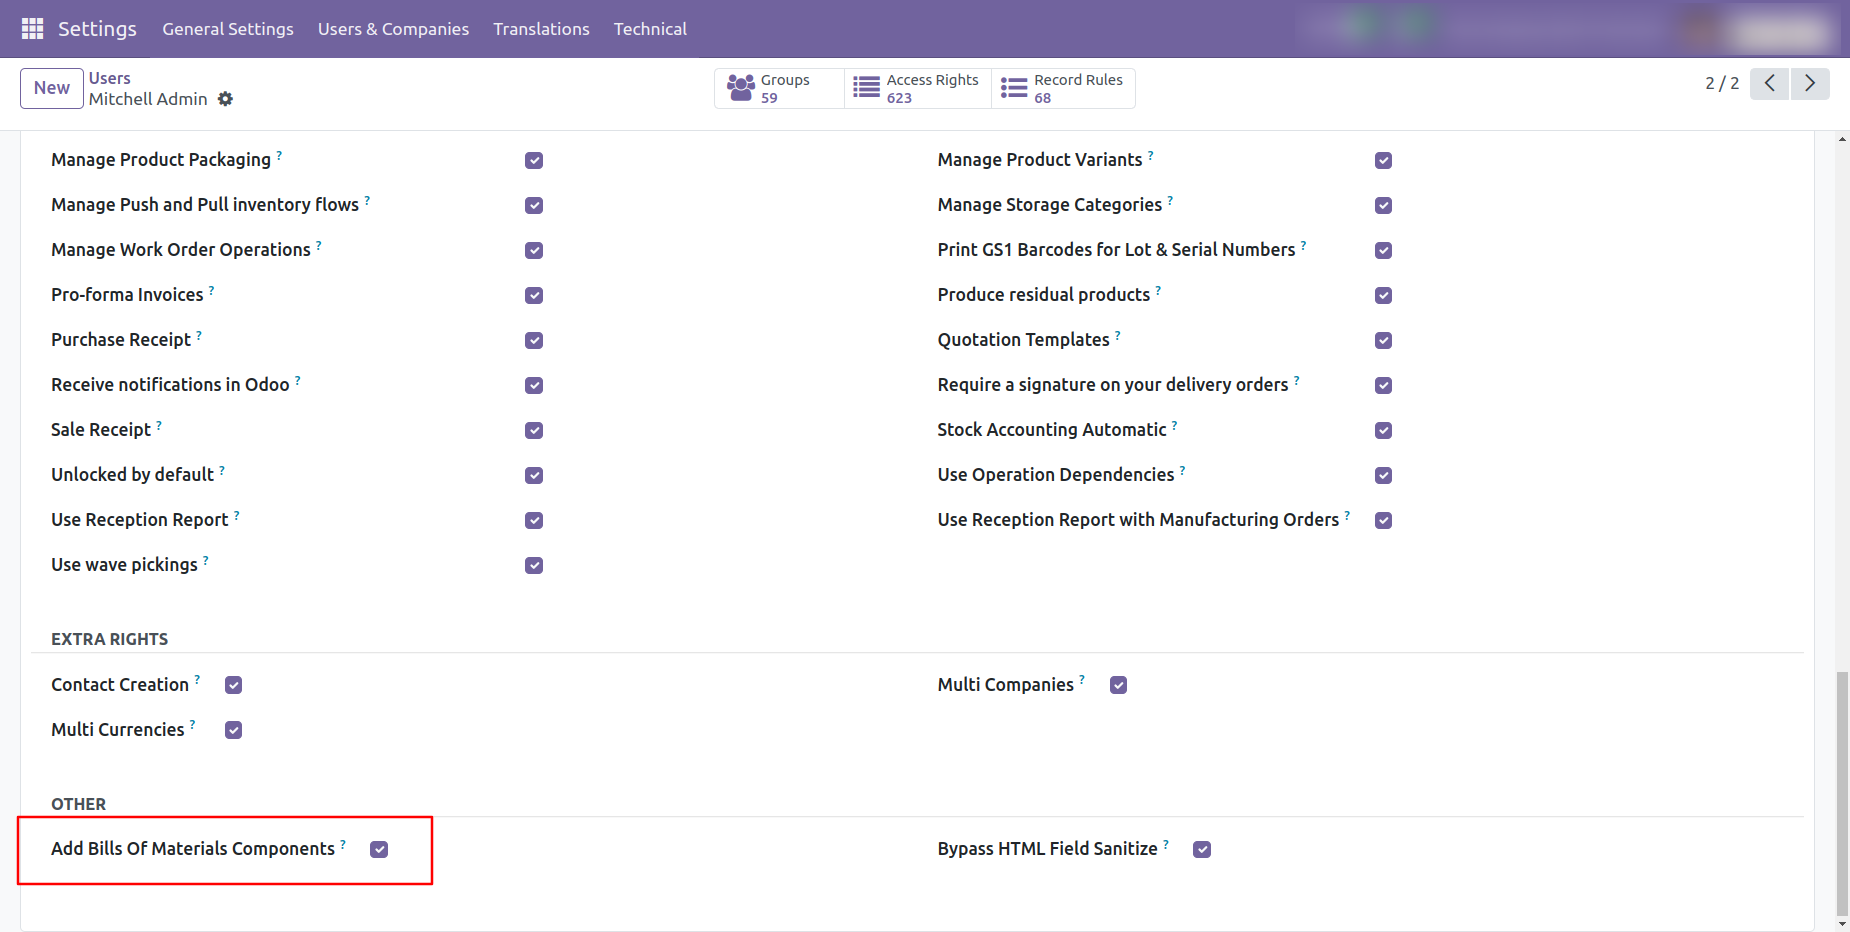 Settings General Settings Users & Companies Translations Technical
New
Users
Mitchell Admin
Groups
59
Access Rights
623
Record Rules
68
2 / 2
Manage Product Packaging ?
Manage Product Variants ?
Manage Push and Pull inventory flows ?
Manage Storage Categories ?
Manage Work Order Operations ?
Print GS1 Barcodes for Lot & Serial Numbers ?
Pro-forma Invoices ?
Produce residual products ?
Purchase Receipt ?
Quotation Templates ?
Receive notifications in Odoo ?
Require a signature on your delivery orders ?
Sale Receipt ?
Stock Accounting Automatic ?
Unlocked by default ?
Use Operation Dependencies ?
Use Reception Report ?
Use Reception Report with Manufacturing Orders ?
Use wave pickings ?
EXTRA RIGHTS
Contact Creation ?
Multi Companies ?
Multi Currencies ?
OTHER
Add Bills Of Materials Components ?
Bypass HTML Field Sanitize ?